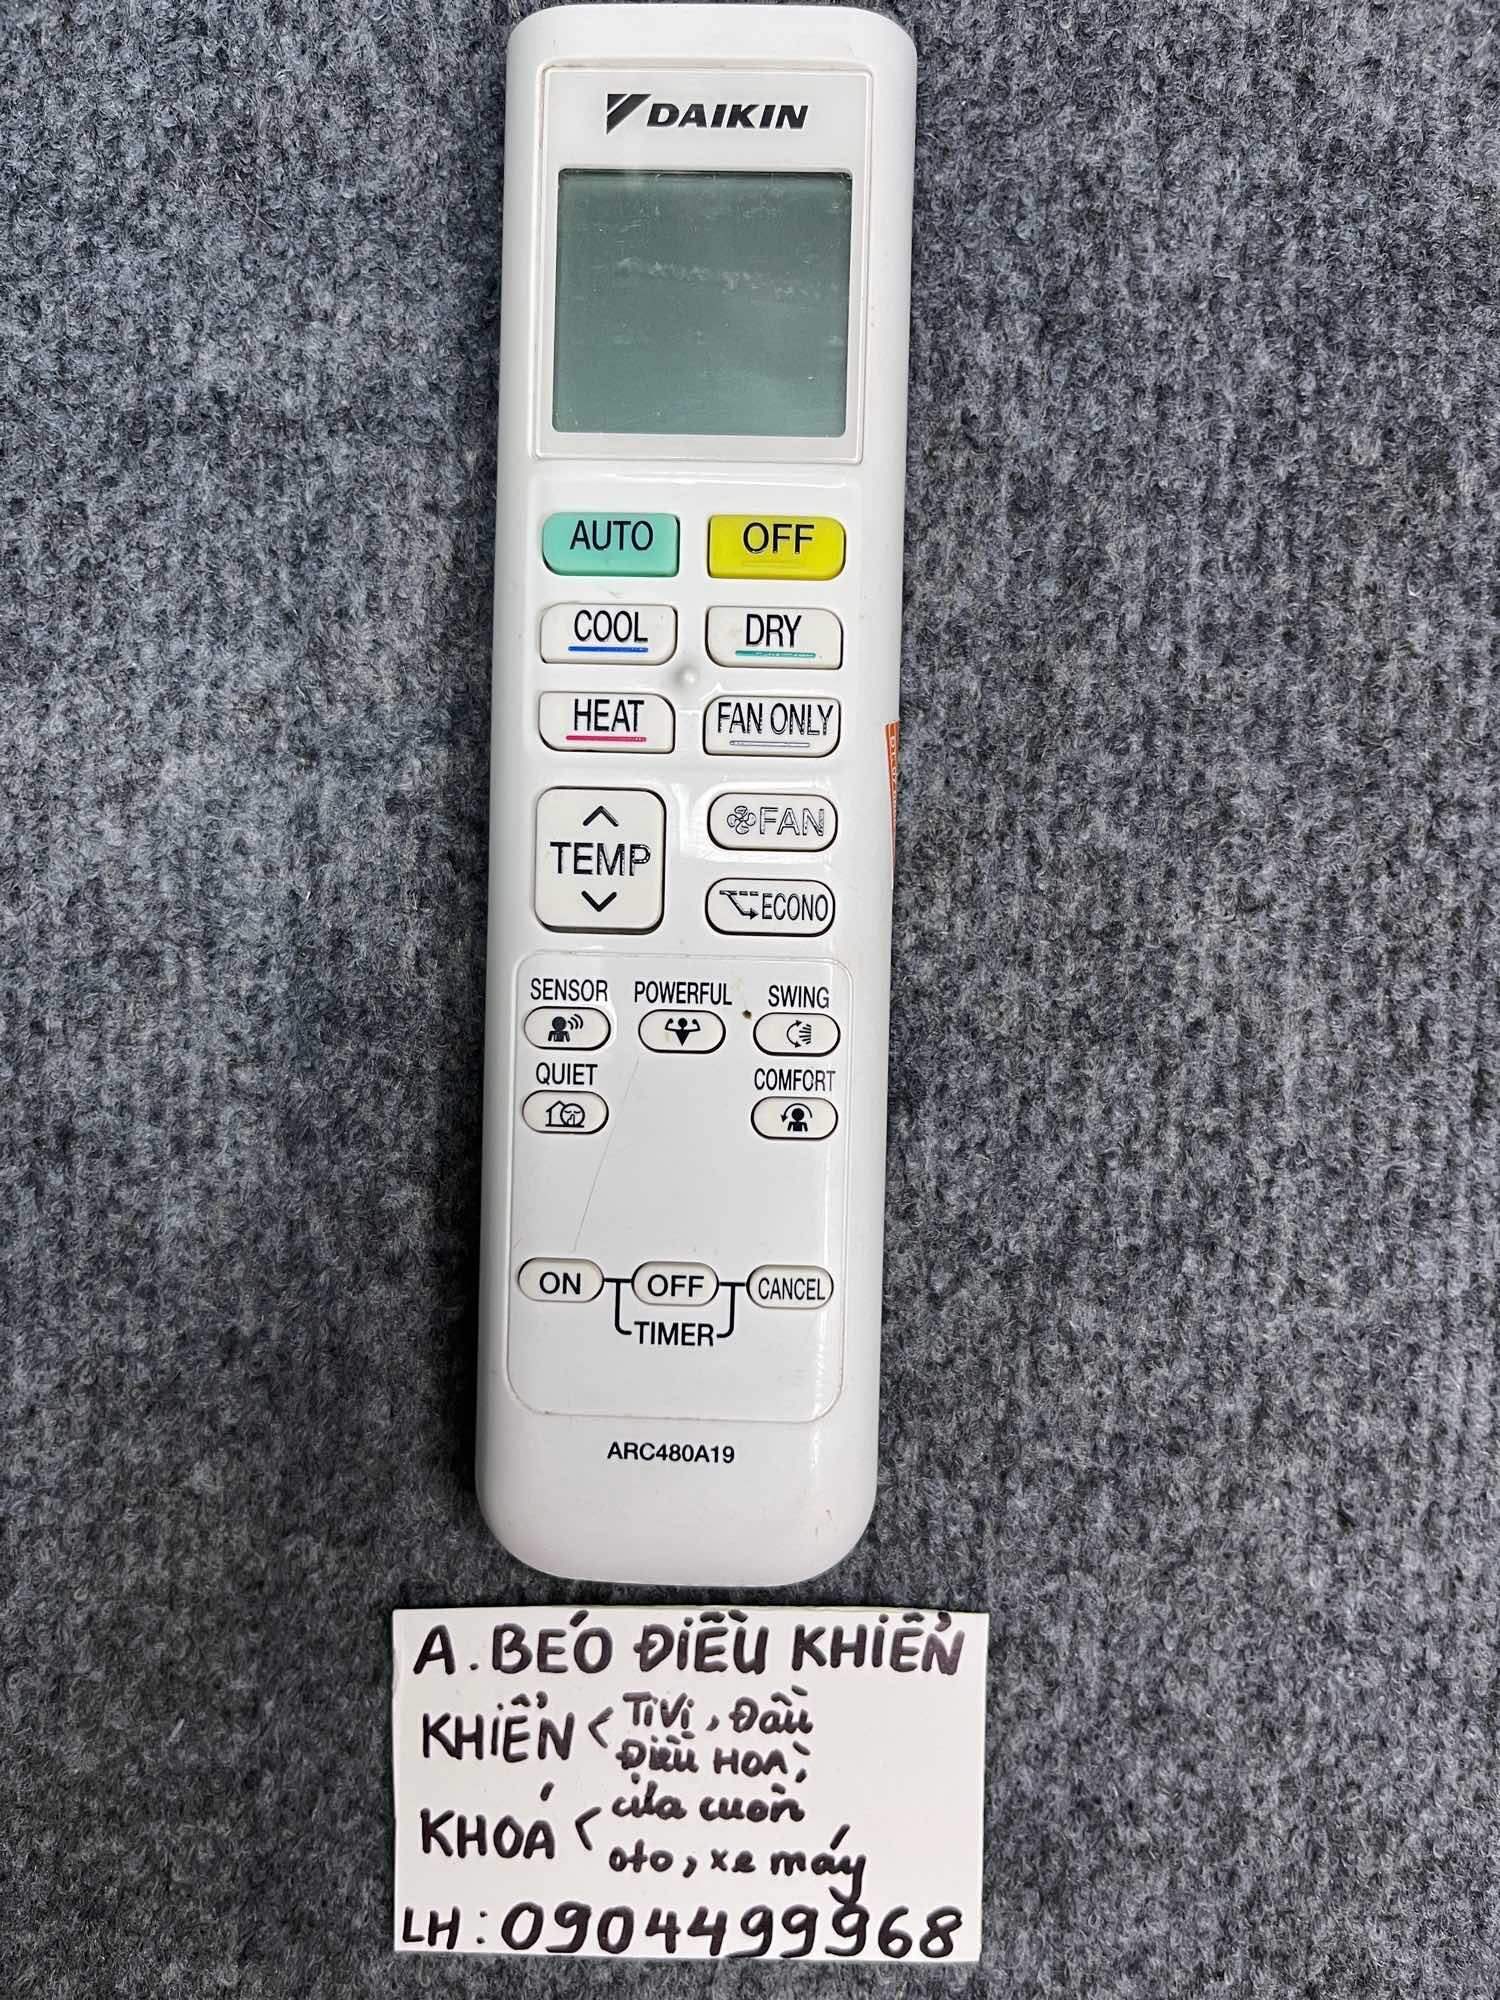 DAIKIN
AUTO OFF
COOL DRY
HEAT FAN ONLY
TEMP FAN
ECONO
SENSOR POWERFUL SWING
QUIET COMFORT
ON OFF CANCEL
TIMER
ARC480A19
A. BÉO ĐIỀU KHIỂN
KHIỂN < TiVi, Đầu
Điều HOÀ,
KHOÁ < cửa cuốn
oto, xe máy
LH: 0904499968